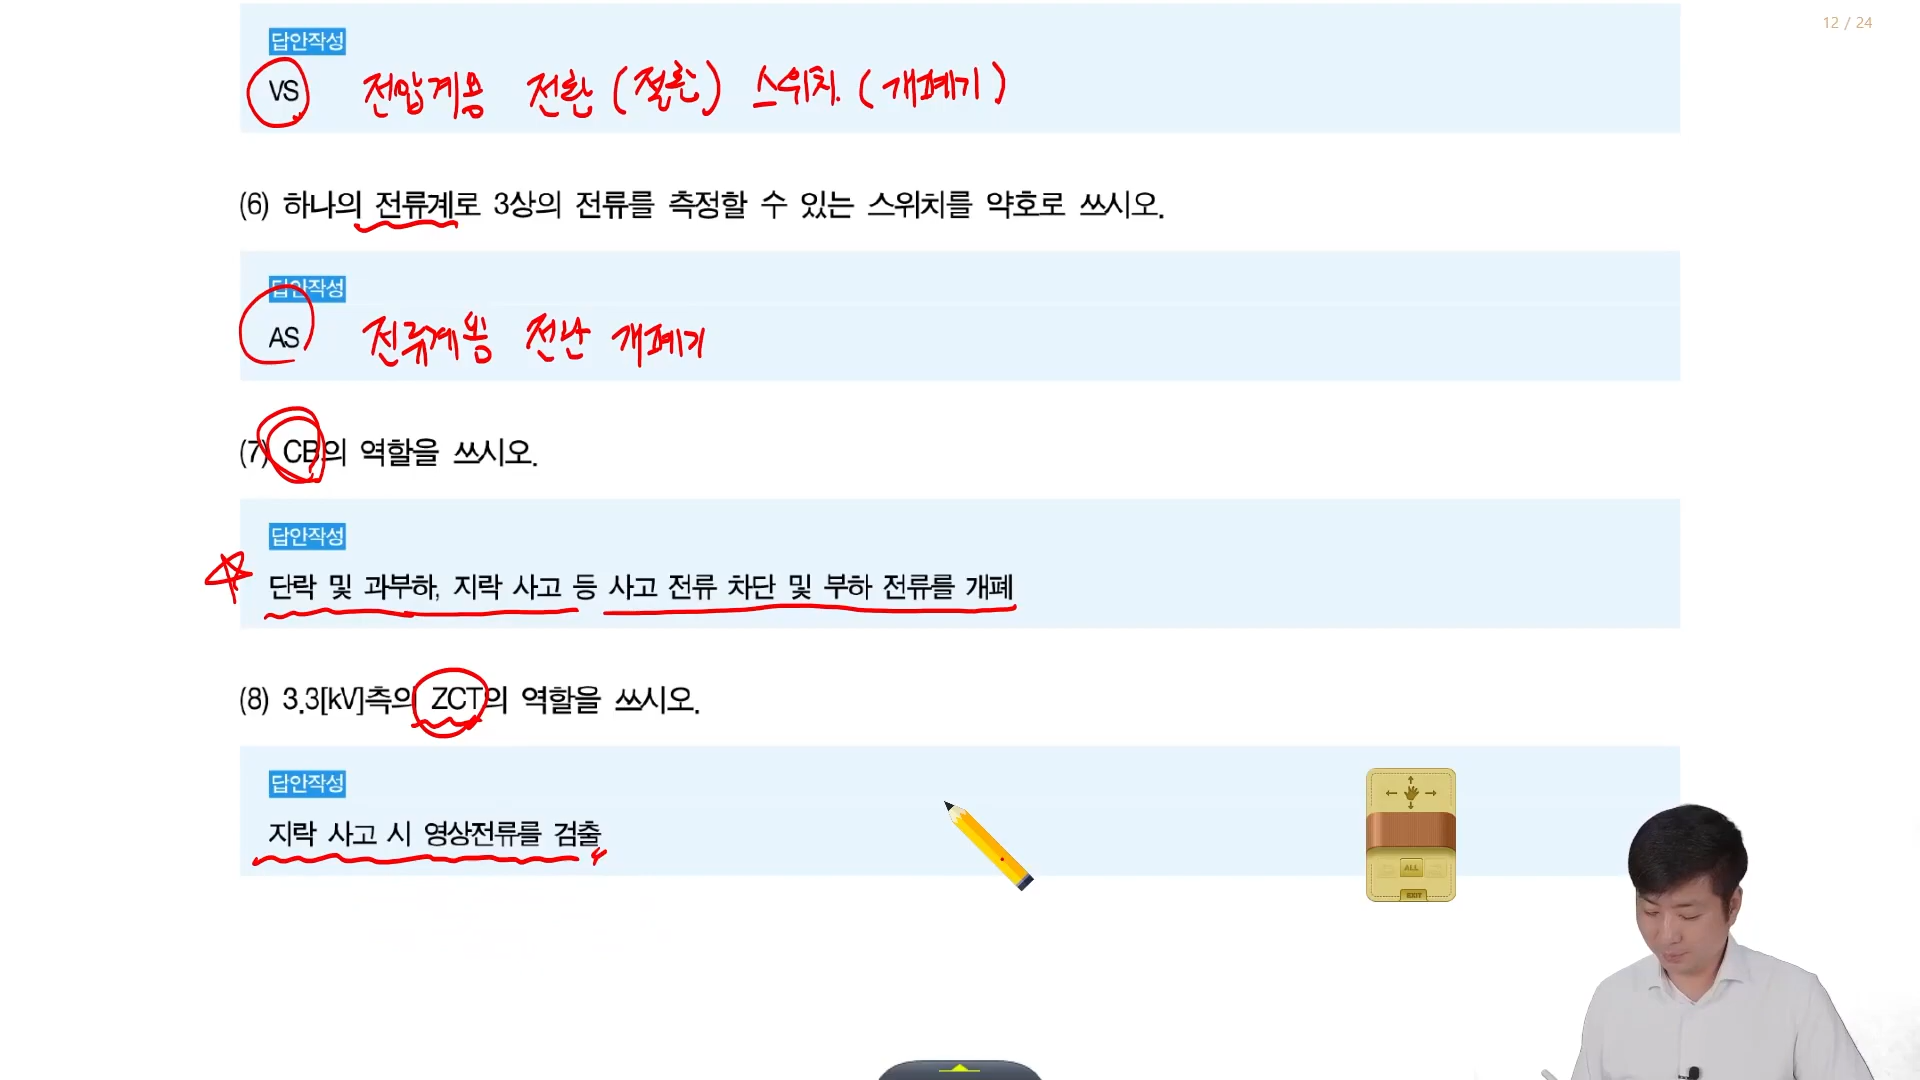 12 / 24
답안작성
VS 전압계용 전환 (절환) 스위치 (개폐기)
(6) 하나의 전류계로 3상의 전류를 측정할 수 있는 스위치를 약호로 쓰시오.
답안작성
AS 전류계용 전환 개폐기
(7) CB의 역할을 쓰시오.
답안작성
단락 및 과부하, 지락 사고 등 사고 전류 차단 및 부하 전류를 개폐
(8) 3.3[kV]측의 ZCT의 역할을 쓰시오.
답안작성
지락 사고 시 영상전류를 검출
ALL
EXIT